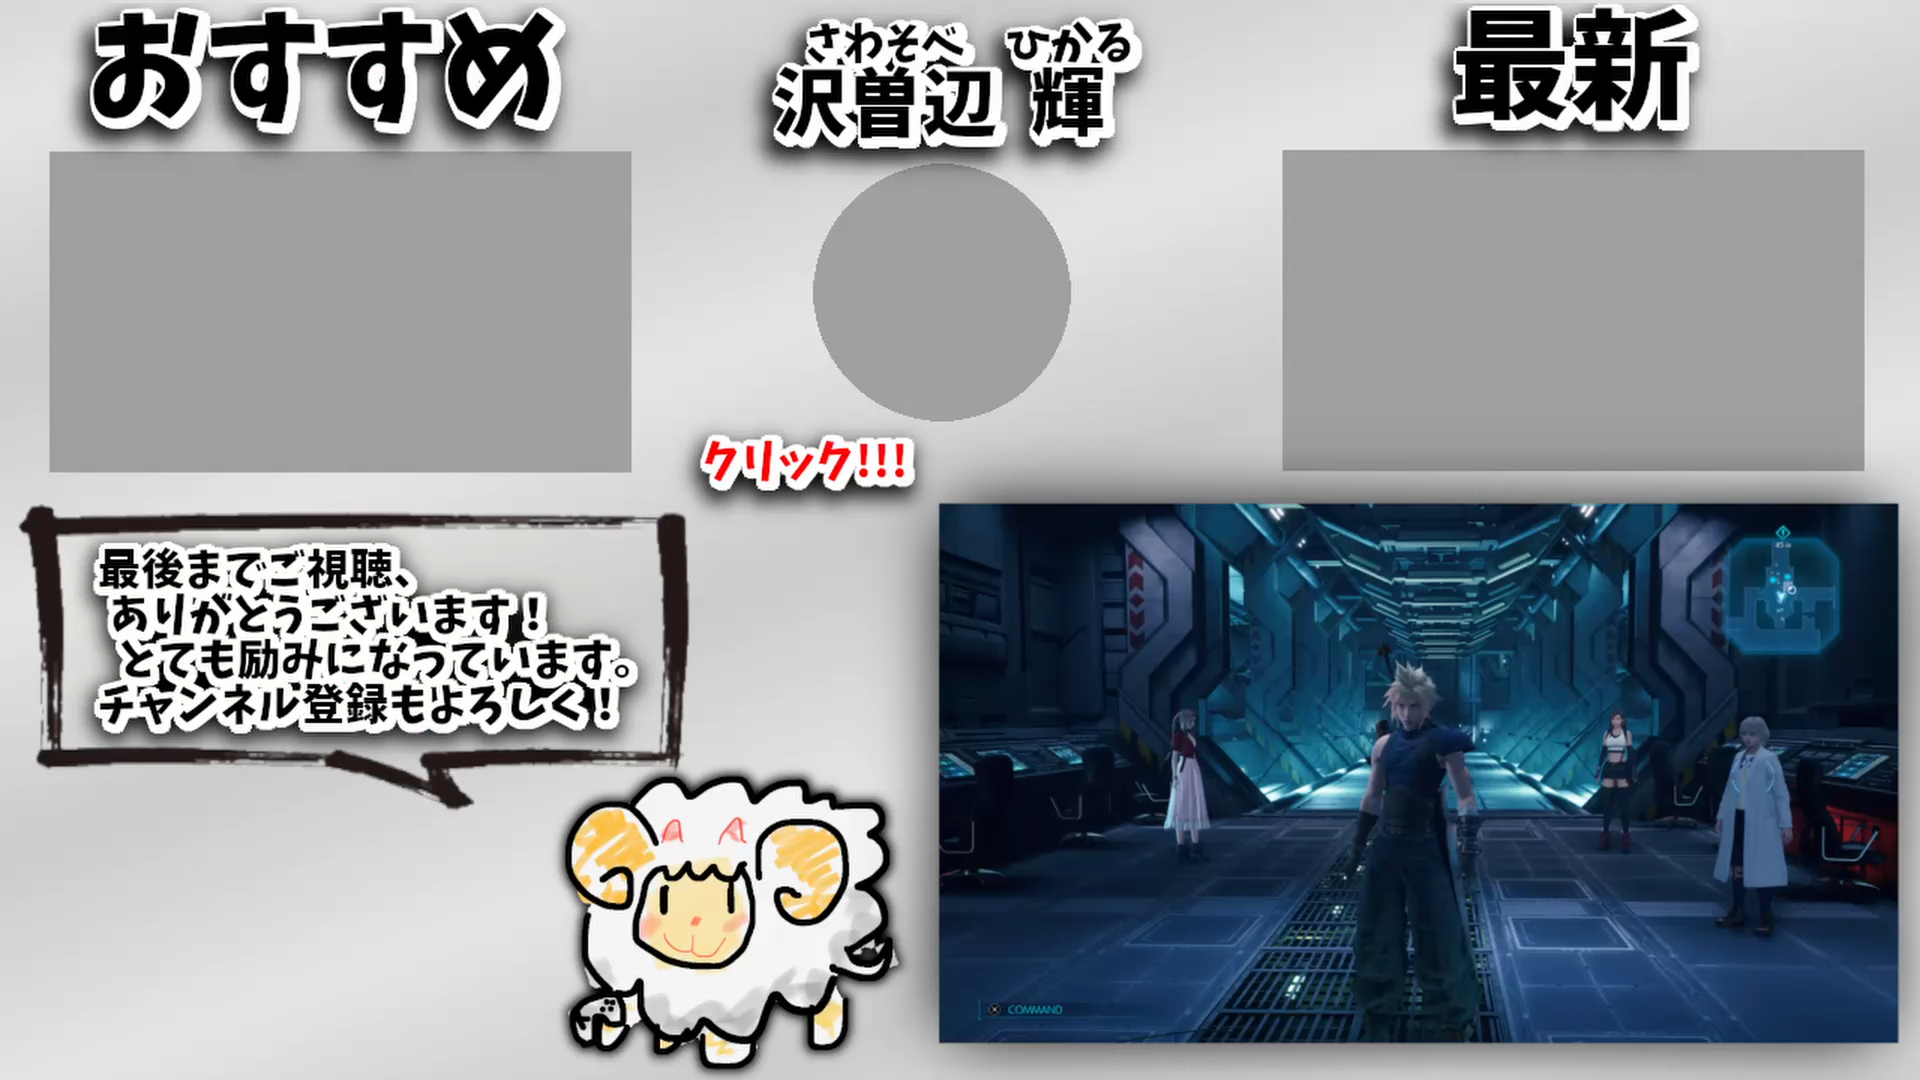 おすすめ
さわそべ ひかる
沢曽辺 輝
最新
クリック!!!
最後までご視聴、
ありがとうございます！
とても励みになっています。
チャンネル登録もよろしく！
COMMAND